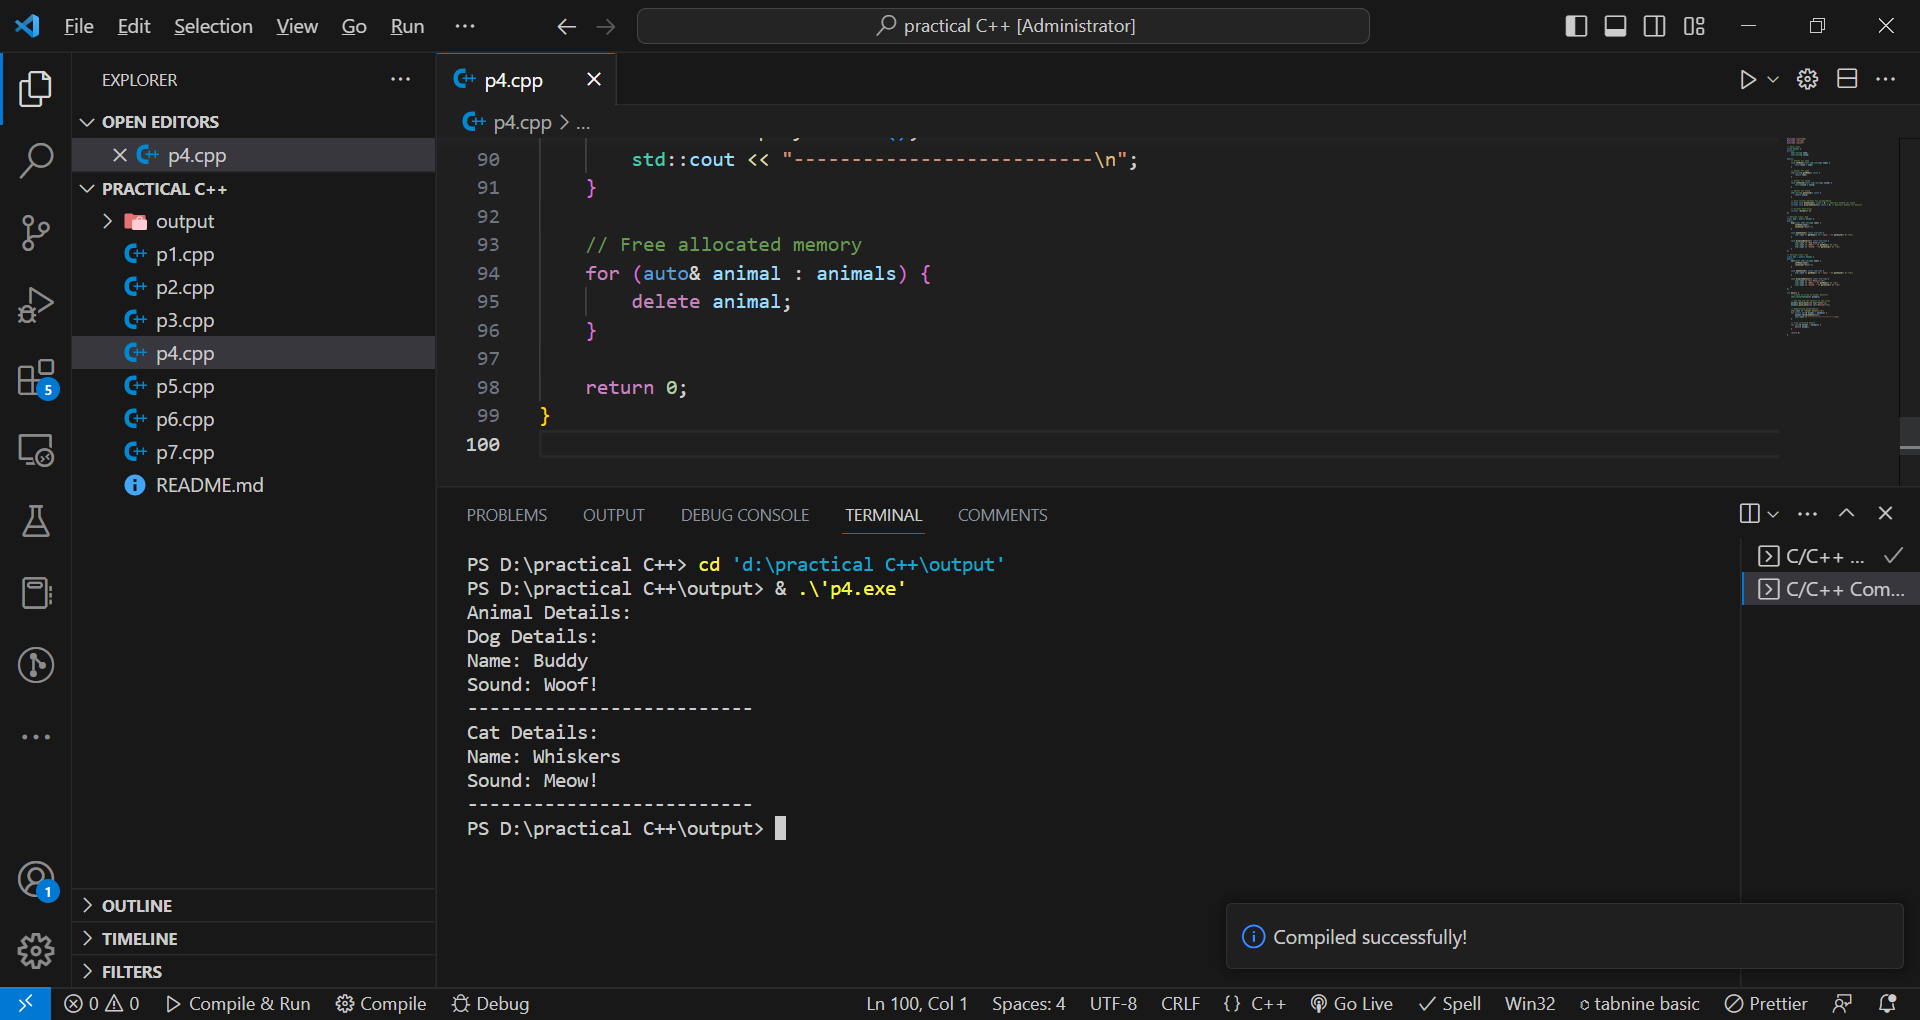 File Edit Selection View Go Run ···
practical C++ [Administrator]
EXPLORER
OPEN EDITORS
p4.cpp
PRACTICAL C++
output
p1.cpp
p2.cpp
p3.cpp
p4.cpp
p5.cpp
p6.cpp
p7.cpp
README.md
OUTLINE
TIMELINE
FILTERS
5
1
p4.cpp
p4.cpp > ...
90 std::cout << "--------------------------\n";
91 }
92
93 // Free allocated memory
94 for (auto& animal : animals) {
95 delete animal;
96 }
97
98 return 0;
99 }
100
PROBLEMS OUTPUT DEBUG CONSOLE TERMINAL COMMENTS
PS D:\practical C++> cd 'd:\practical C++\output'
PS D:\practical C++\output> & .\'p4.exe'
Animal Details:
Dog Details:
Name: Buddy
Sound: Woof!
--------------------------
Cat Details:
Name: Whiskers
Sound: Meow!
--------------------------
PS D:\practical C++\output>
C/C++ ...
C/C++ Com...
Compiled successfully!
0 0 Compile & Run Compile Debug Ln 100, Col 1 Spaces: 4 UTF-8 CRLF {} C++ Go Live Spell Win32 tabnine basic Prettier